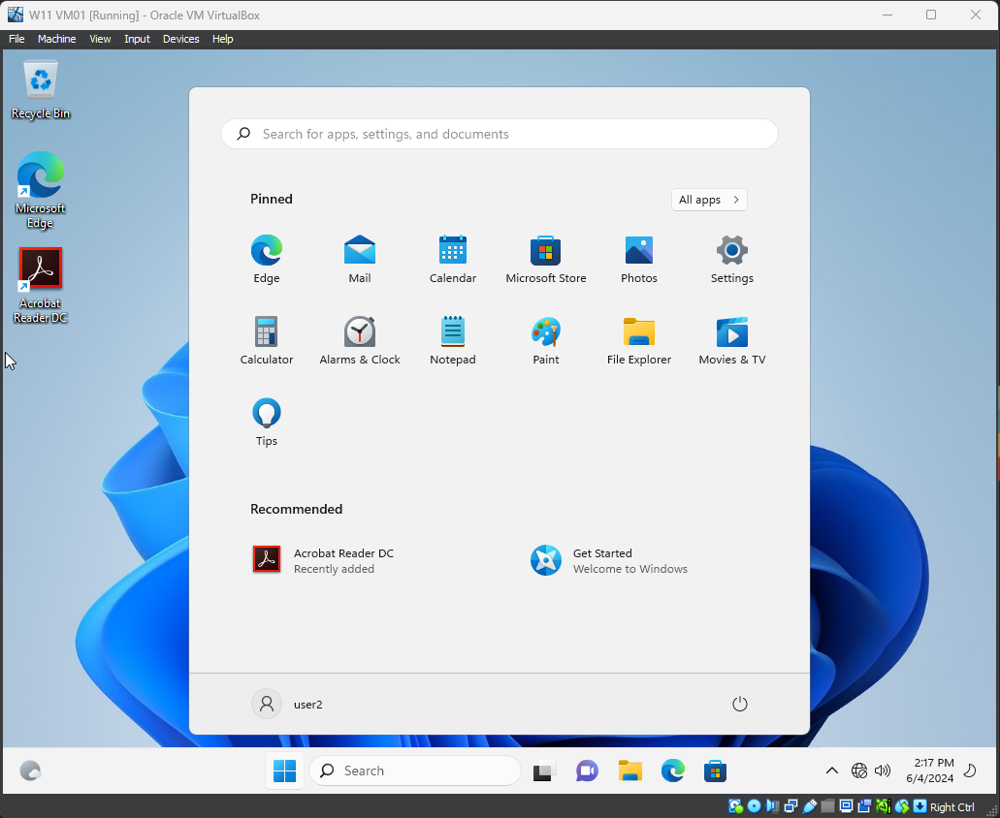 W11 VM01 [Running] - Oracle VM VirtualBox
File Machine View Input Devices Help
Recycle Bin
Microsoft
Edge
Acrobat
Reader DC
Search for apps, settings, and documents
Pinned
All apps
Edge
Mail
Calendar
Microsoft Store
Photos
Settings
Calculator
Alarms & Clock
Notepad
Paint
File Explorer
Movies & TV
Tips
Recommended
Acrobat Reader DC
Recently added
Get Started
Welcome to Windows
user2
Search
2:17 PM
6/4/2024
Right Ctrl